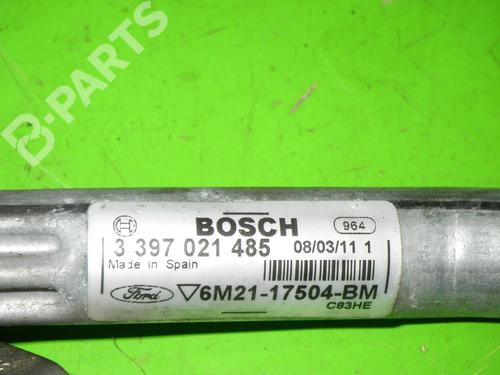 B-PARTS
BOSCH
964
3 397 021 485
08/03/11 1
Made in Spain
Ford
6M21-17504-BM
C83HE